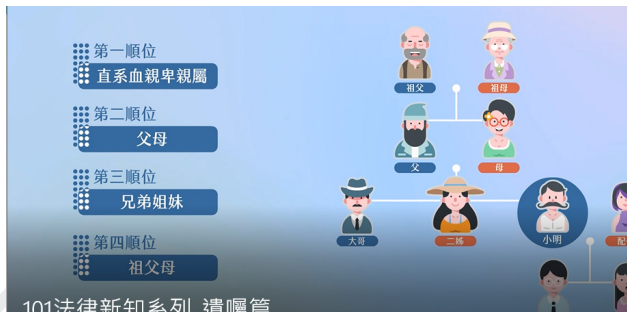 第一順位
直系血親卑親屬
第二順位
父母
第三順位
兄弟姐妹
第四順位
祖父母
祖父
祖母
父
母
大哥
二姊
小明
配
101法律新知系列 遺囑篇